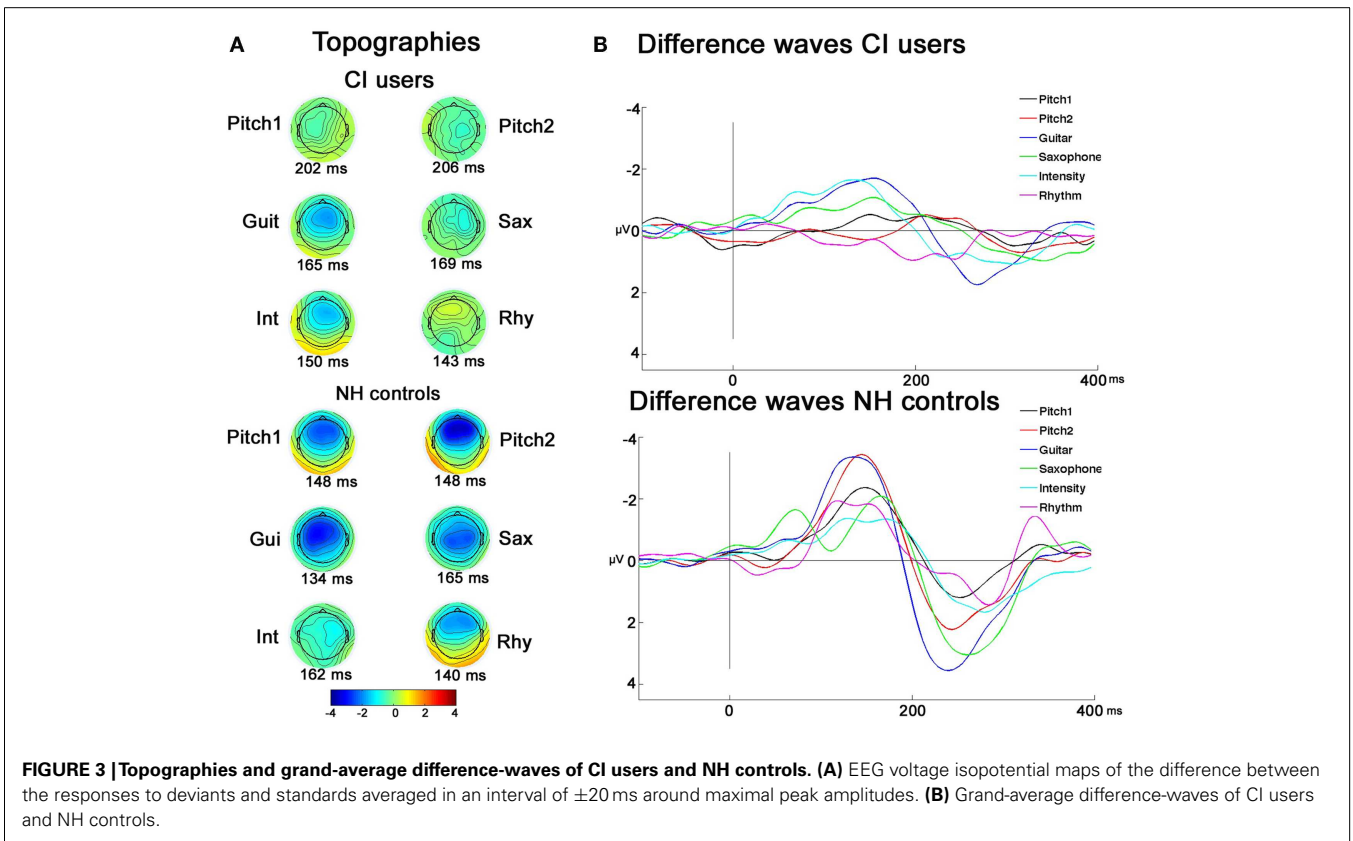 A Topographies
CI users
Pitch1 Pitch2
202 ms 206 ms
Guit Sax
165 ms 169 ms
Int Rhy
150 ms 143 ms
NH controls
Pitch1 Pitch2
148 ms 148 ms
Gui Sax
134 ms 165 ms
Int Rhy
162 ms 140 ms
-4 -2 0 2 4
B Difference waves CI users
-4
-2
µV 0
2
4
0 200 400 ms
Pitch1
Pitch2
Guitar
Saxophone
Intensity
Rhythm
Difference waves NH controls
-4
-2
µV 0
2
4
0 200 400 ms
Pitch1
Pitch2
Guitar
Saxophone
Intensity
Rhythm
FIGURE 3 | Topographies and grand-average difference-waves of CI users and NH controls. (A) EEG voltage isopotential maps of the difference between
the responses to deviants and standards averaged in an interval of ±20 ms around maximal peak amplitudes. (B) Grand-average difference-waves of CI users
and NH controls.